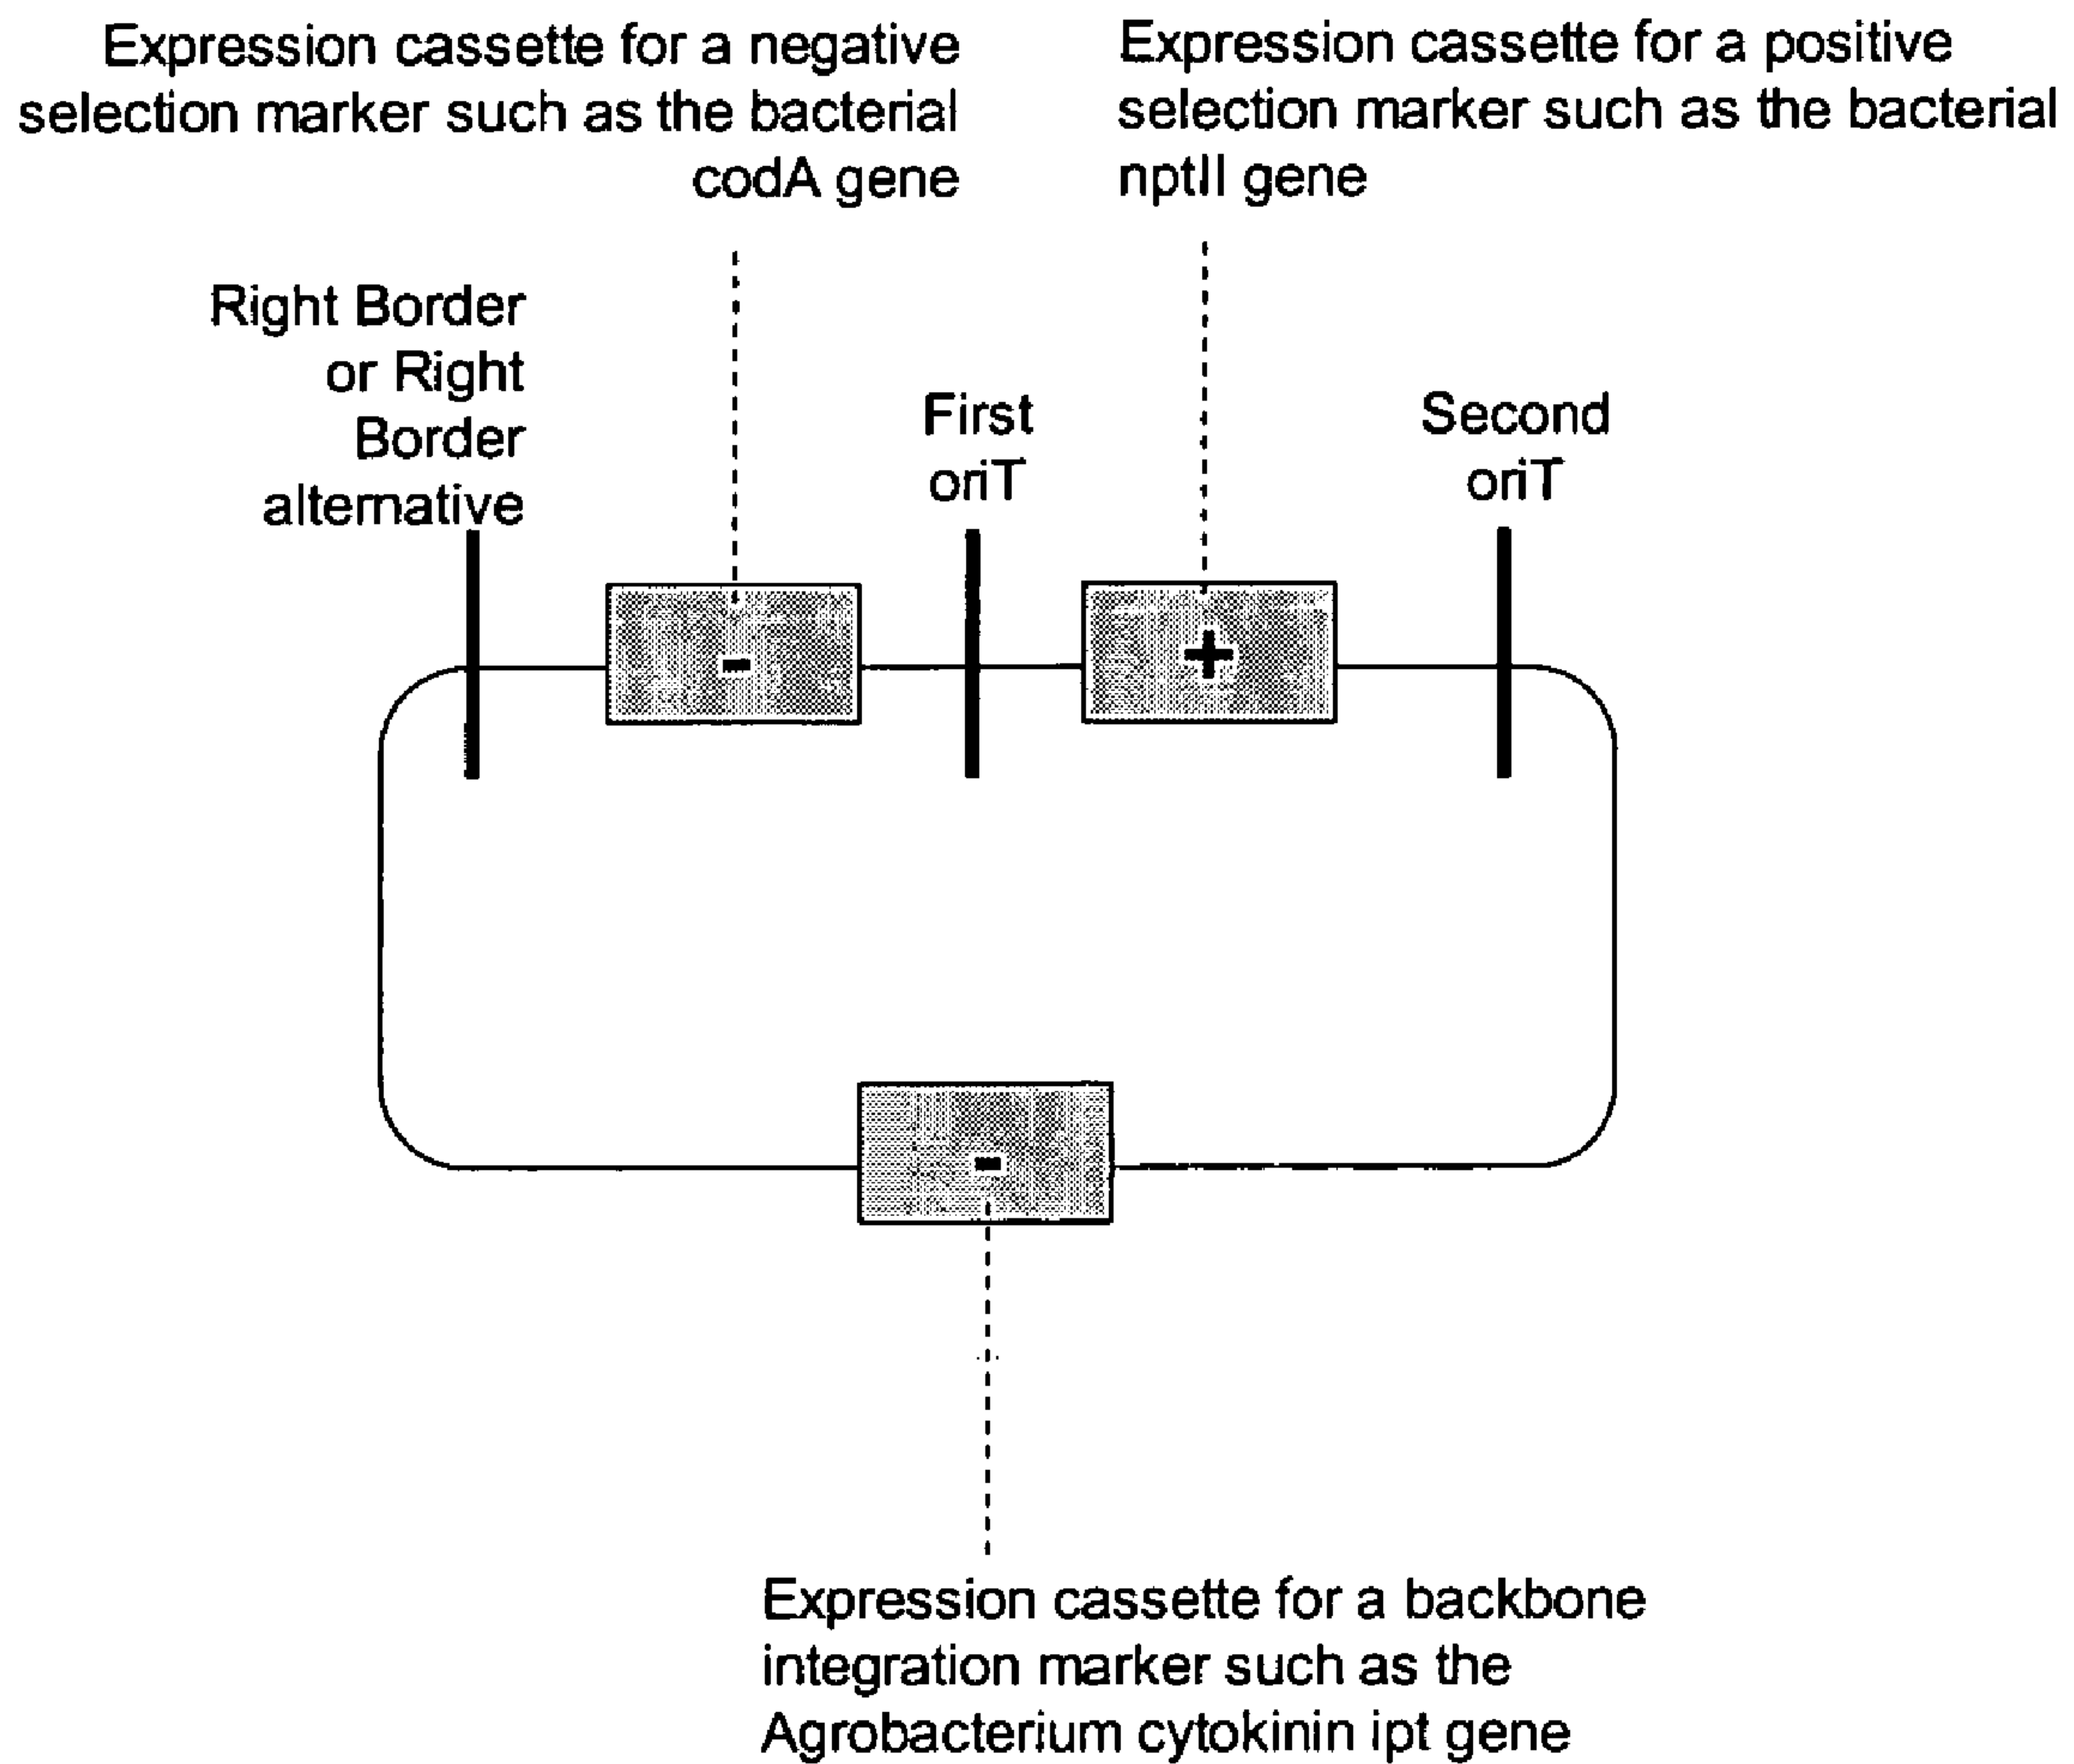 Expression cassette for a negative
selection marker such as the bacterial
codA gene
Expression cassette for a positive
selection marker such as the bacterial
nptII gene
Right Border
or Right
Border
alternative
First
oriT
Second
oriT
-
+
-
Expression cassette for a backbone
integration marker such as the
Agrobacterium cytokinin ipt gene